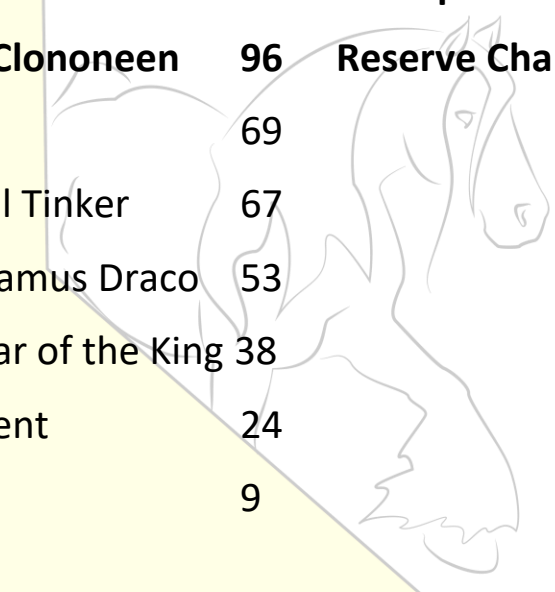 Clononeen 96 Reserve Cha
69
l Tinker 67
amus Draco 53
ar of the King 38
ent 24
9